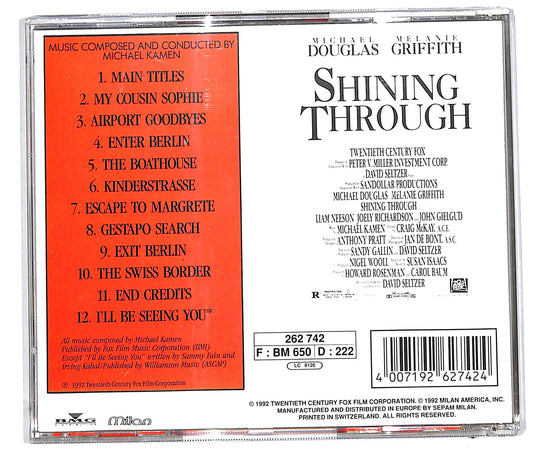 MUSIC COMPOSED AND CONDUCTED BY
MICHAEL KAMEN
1. MAIN TITLES
2. MY COUSIN SOPHIE
3. AIRPORT GOODBYES
4. ENTER BERLIN
5. THE BOATHOUSE
6. KINDERSTRASSE
7. ESCAPE TO MARGRETE
8. GESTAPO SEARCH
9. EXIT BERLIN
10. THE SWISS BORDER
11. END CREDITS
12. I'LL BE SEEING YOU*
All music composed by Michael Kamen
Published by Fox Film Music Corporation (BMI)
Except "I'll Be Seeing You" written by Sammy Fain and
Irving Kahal/Published by Williamson Music (ASCAP)
℗ 1992 Twentieth Century Fox Film Corporation
BMG Milan
MICHAEL MELANIE
DOUGLAS GRIFFITH
SHINING
THROUGH
TWENTIETH CENTURY FOX
PETER V. MILLER INVESTMENT CORP.
DAVID SELTZER
SANDOLLAR PRODUCTIONS
MICHAEL DOUGLAS MELANIE GRIFFITH
SHINING THROUGH
LIAM NEESON JOELY RICHARDSON AND JOHN GIELGUD
MICHAEL KAMEN CRAIG McKAY, A.C.E.
ANTHONY PRATT JAN DE BONT, A.S.C.
SANDY GALLIN AND DAVID SELTZER
NIGEL WOOLL SUSAN ISAACS
HOWARD ROSENMAN AND CAROL BAUM
DAVID SELTZER
R RESTRICTED
262 742
F : BM 650 D : 222
LC 8126
4 007192 627424
© 1992 TWENTIETH CENTURY FOX FILM CORPORATION. © 1992 MILAN AMERICA, INC.
MANUFACTURED AND DISTRIBUTED IN EUROPE BY SEPAM MILAN.
PRINTED IN SWITZERLAND. ALL RIGHTS RESERVED.